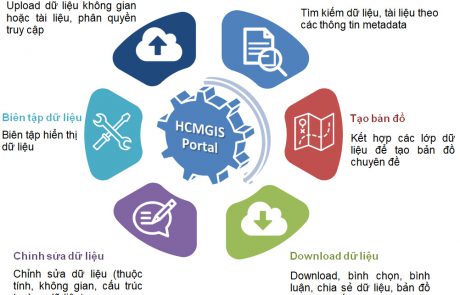 Upload dữ liệu không gian
hoặc tài liệu, phân quyền
truy cập
Tìm kiếm dữ liệu, tài liệu theo
các thông tin metadata
HCMGIS
Portal
Biên tập dữ liệu
Biên tập hiển thị
dữ liệu
Tạo bản đồ
Kết hợp các lớp dữ
liệu để tạo bản đồ
chuyên đề
Chỉnh sửa dữ liệu
Chỉnh sửa dữ liệu (thuộc
tính, không gian, cấu trúc
Download dữ liệu
Download, bình chọn, bình
luận, chia sẻ dữ liệu, bản đồ